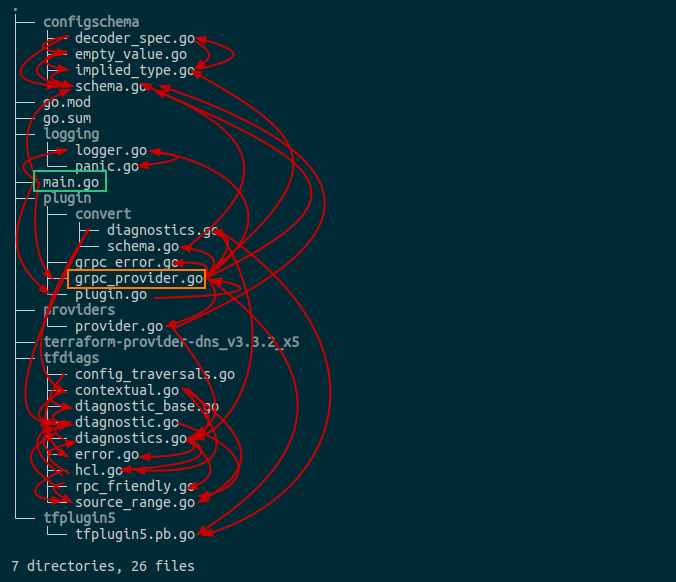 .
configschema
decoder_spec.go
empty_value.go
implied_type.go
schema.go
go.mod
go.sum
logging
logger.go
panic.go
main.go
plugin
convert
diagnostics.go
schema.go
grpc_error.go
grpc_provider.go
plugin.go
providers
provider.go
terraform-provider-dns_v3.3.2_x5
tfdiags
config_traversals.go
contextual.go
diagnostic_base.go
diagnostic.go
diagnostics.go
error.go
hcl.go
rpc_friendly.go
source_range.go
tfplugin5
tfplugin5.pb.go
7 directories, 26 files